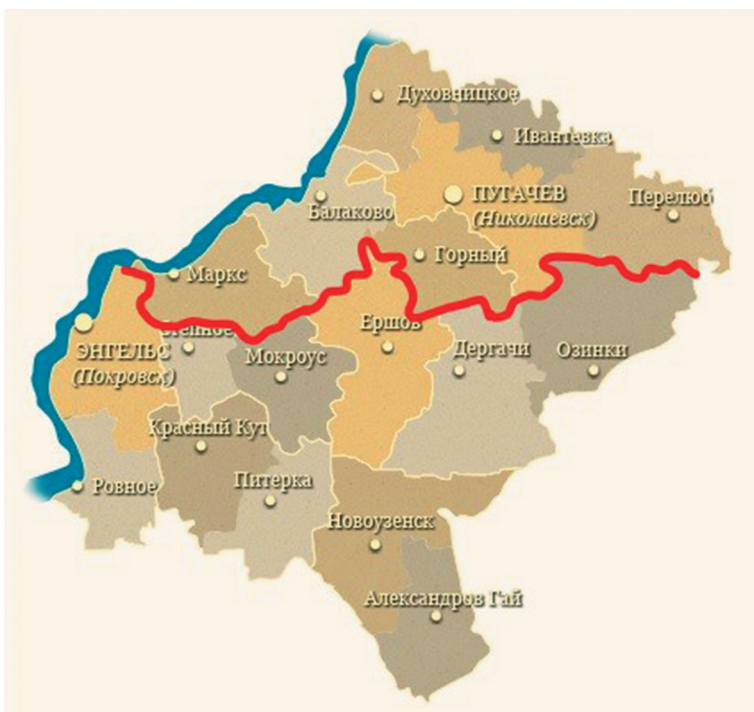 Духовницкое
Ивантевка
ПУГАЧЕВ
(Николаевск)
Перелюб
Балаково
Горный
Маркс
Ершов
ЭНГЕЛЬС
(Покровск)
Мокроус
Дергачи
Озинки
Красный Кут
Ровное
Питерка
Новоузенск
Александров Гай